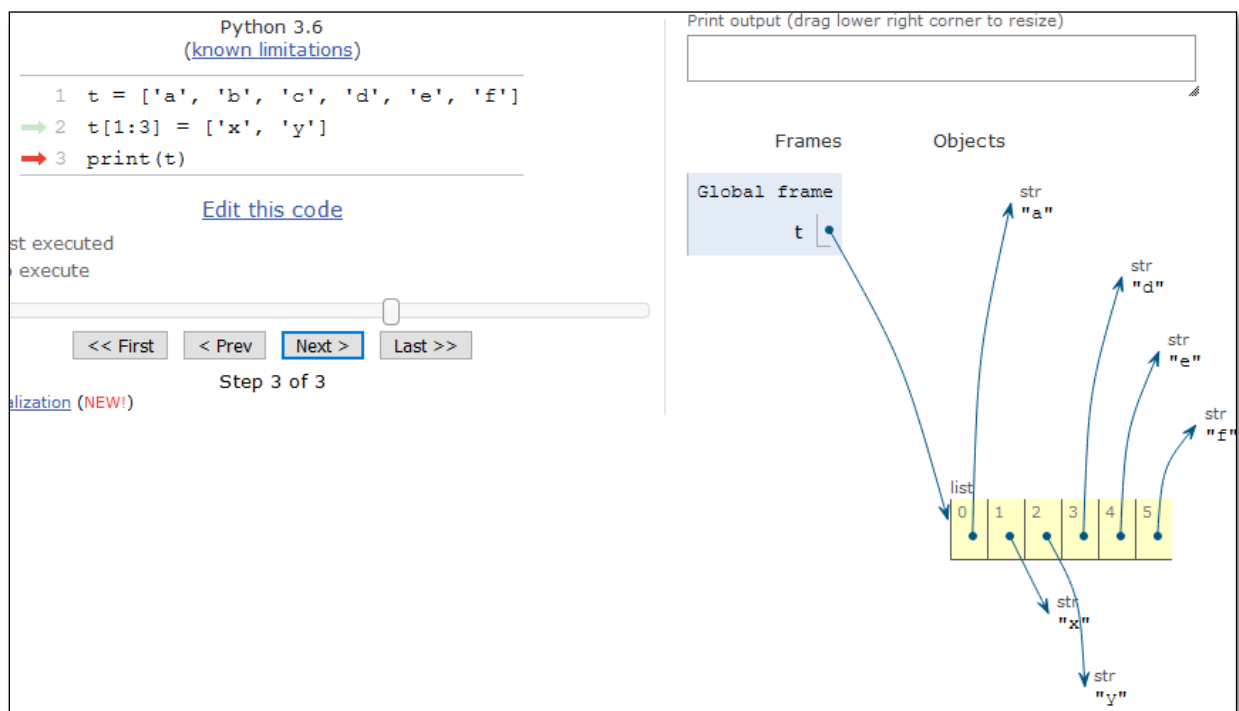 Python 3.6
(known limitations)
1 t = ['a', 'b', 'c', 'd', 'e', 'f']
2 t[1:3] = ['x', 'y']
3 print(t)
Edit this code
st executed
execute
<< First < Prev Next > Last >>
Step 3 of 3
alization (NEW!)
Print output (drag lower right corner to resize)
Frames Objects
Global frame
t
str
"a"
str
"d"
str
"e"
str
"f"
list
0 1 2 3 4 5
str
"x"
str
"y"